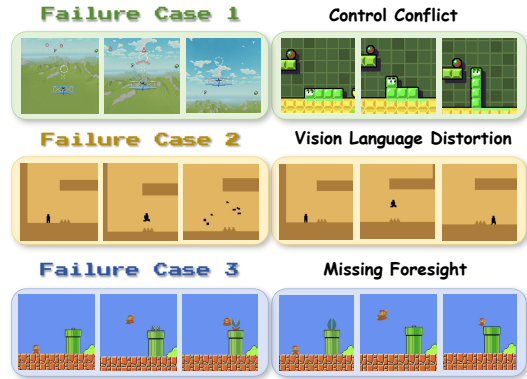 Failure Case 1
Control Conflict
Failure Case 2
Vision Language Distortion
Failure Case 3
Missing Foresight